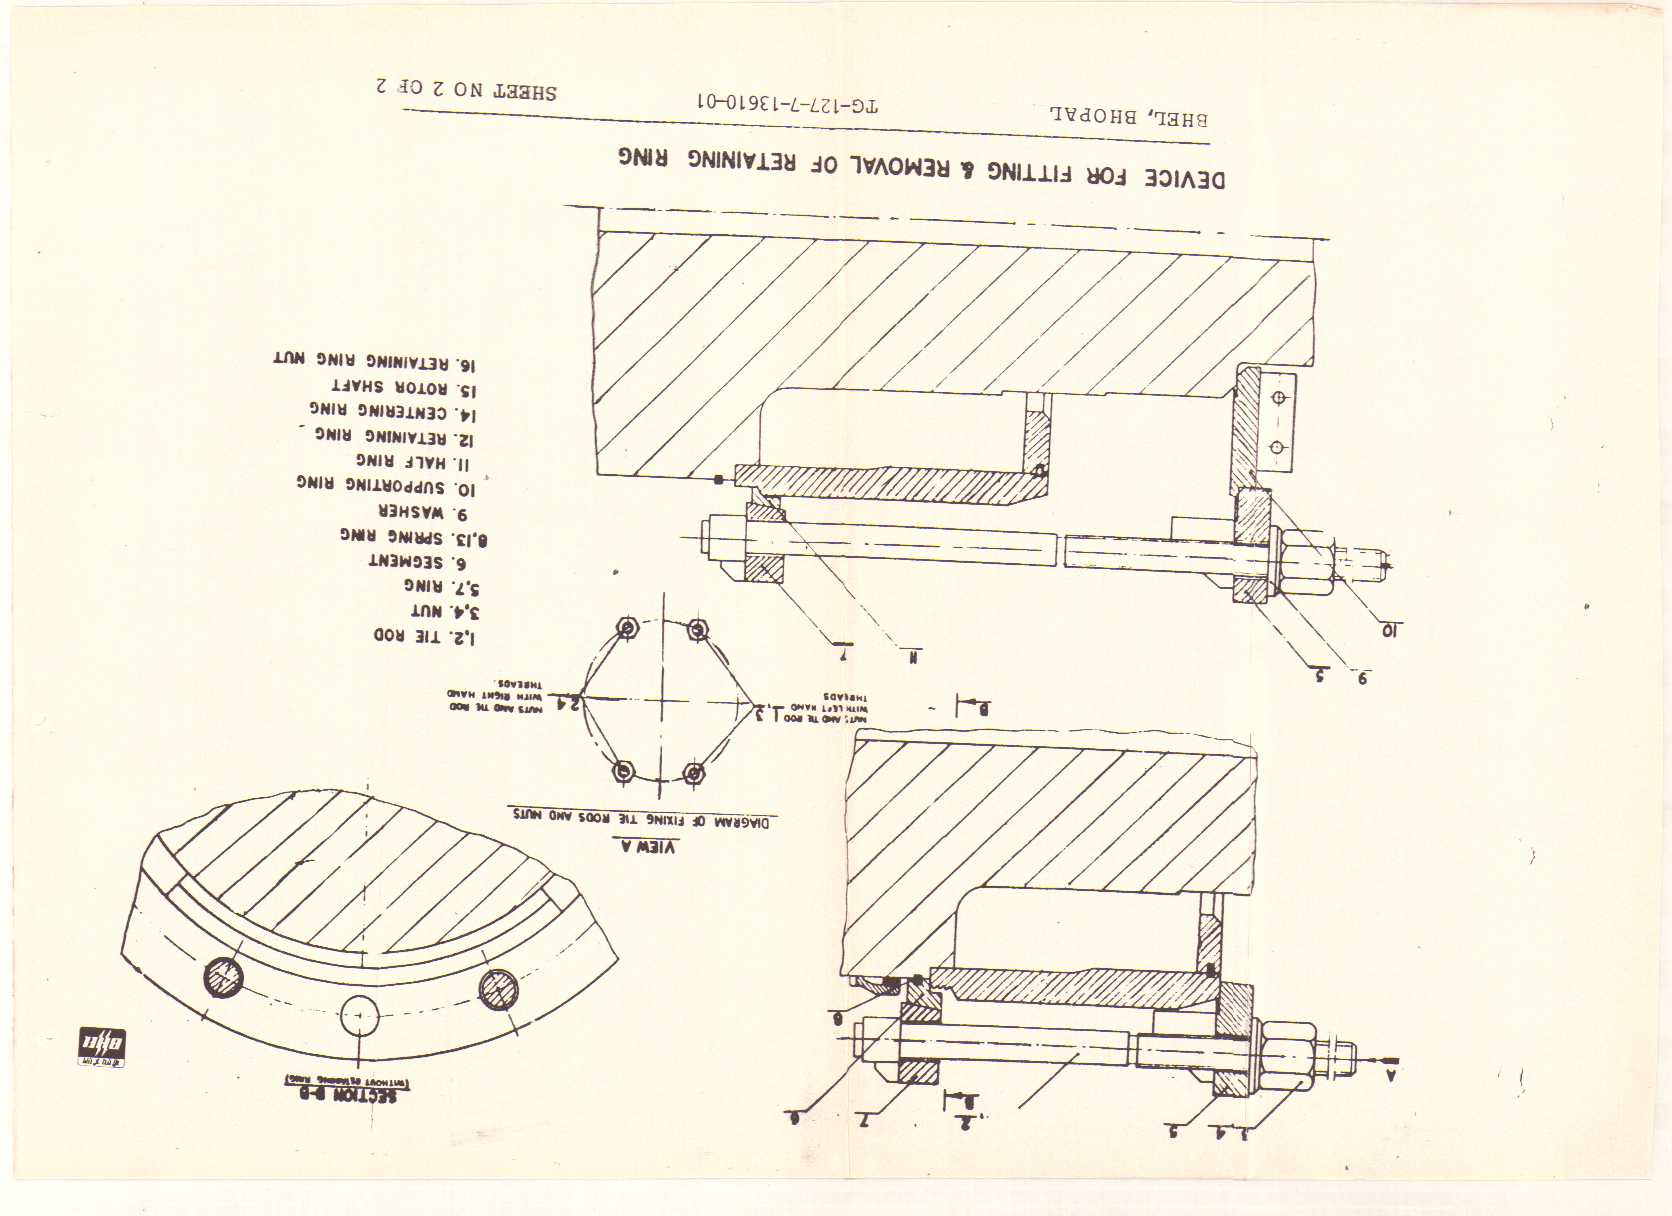 3 4
5
2
B
7
6
A
8
SECTION B-B
(WITHOUT RETAINING RING)
VIEW A
DIAGRAM OF FIXING TIE RODS AND NUTS
NUTS AND TIE ROD 1,3
WITH LEFT HAND
THREADS
2 4 NUTS AND TIE ROD
WITH RIGHT HAND
THREADS.
B
9
5
10
11
7
1,2. TIE ROD
3,4. NUT
5,7. RING
6. SEGMENT
8,13. SPRING RING
9. WASHER
10. SUPPORTING RING
11. HALF RING
12. RETAINING RING
14. CENTERING RING
15. ROTOR SHAFT
16. RETAINING RING NUT
DEVICE FOR FITTING & REMOVAL OF RETAINING RING
BHEL, BHOPAL TG-127-7-13610-01 SHEET NO 2 OF 2